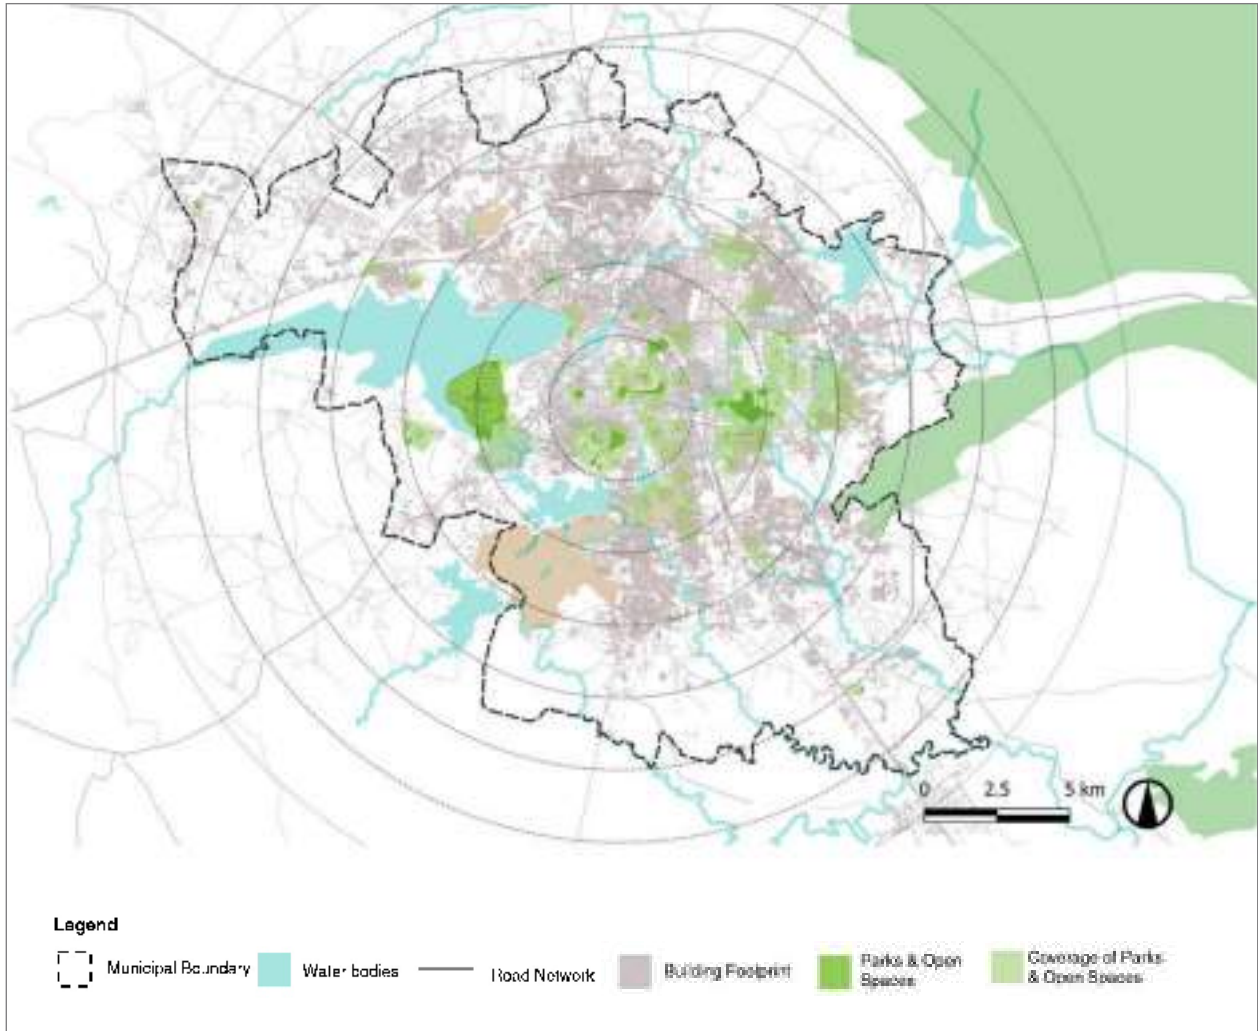 0 2.5 5 km
Legend
Municipal Boundary
Water bodies
Road Network
Building Footprint
Parks & Open
Spaces
Coverage of Parks
& Open Spaces